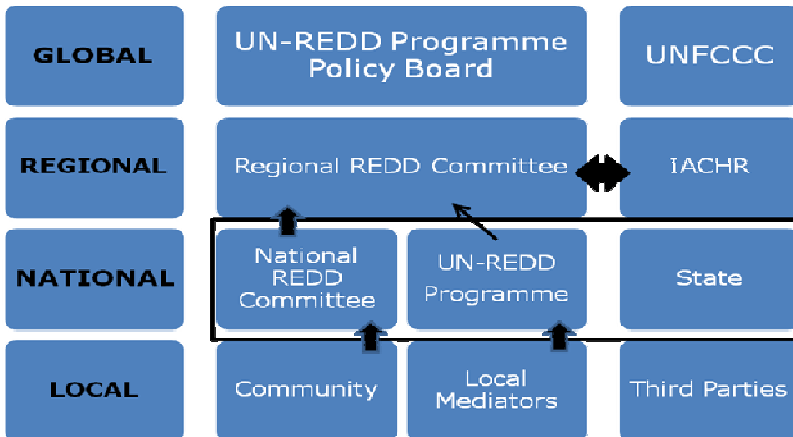 GLOBAL
UN-REDD Programme
Policy Board
UNFCCC
REGIONAL
Regional REDD Committee
IACHR
NATIONAL
National
REDD
Committee
UN-REDD
Programme
State
LOCAL
Community
Local
Mediators
Third Parties